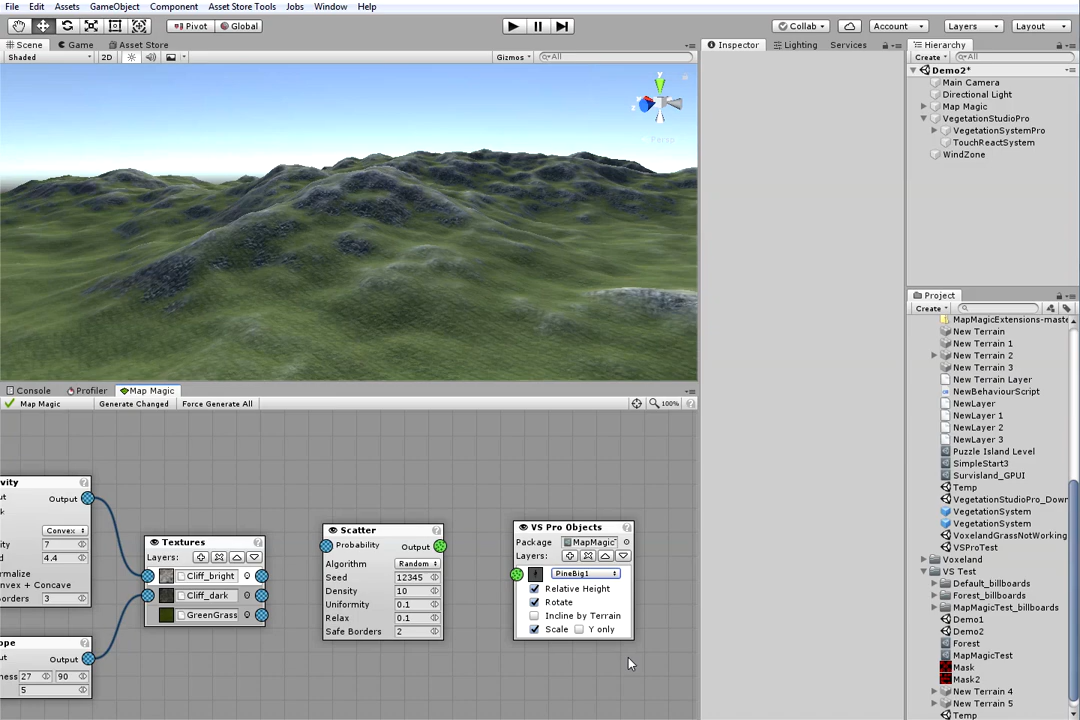 File Edit Assets GameObject Component Asset Store Tools Jobs Window Help
Pivot Global Collab Account Layers Layout
Scene Game Asset Store
Shaded 2D Gizmos All
Persp
Console Profiler Map Magic
Map Magic Generate Changed Force Generate All 100%
vity
Output
Convex
7
4.4
normalize
nvex + Concave
orders 3
ope
Output
ness 27 90
5
Textures
Layers:
Cliff_bright
Cliff_dark
GreenGrass
Scatter
Probability Output
Algorithm Random
Seed 12345
Density 10
Uniformity 0.1
Relax 0.1
Safe Borders 2
VS Pro Objects
Package MapMagic
Layers:
PineBig1
Relative Height
Rotate
Incline by Terrain
Scale Y only
Inspector Lighting Services
Hierarchy
Create All
Demo2*
Main Camera
Directional Light
Map Magic
VegetationStudioPro
VegetationSystemPro
TouchReactSystem
WindZone
Project
Create
MapMagicExtensions-maste
New Terrain
New Terrain 1
New Terrain 2
New Terrain 3
New Terrain Layer
NewBehaviourScript
NewLayer
NewLayer 1
NewLayer 2
NewLayer 3
Puzzle Island Level
SimpleStart3
Survisland_GPUI
Temp
VegetationStudioPro_Dow
VegetationSystem
VegetationSystem
VoxelandGrassNotWorking
VSProTest
Voxeland
VS Test
Default_billboards
Forest_billboards
MapMagicTest_billboards
Demo1
Demo2
Forest
MapMagicTest
Mask
Mask2
New Terrain 4
New Terrain 5
Temp